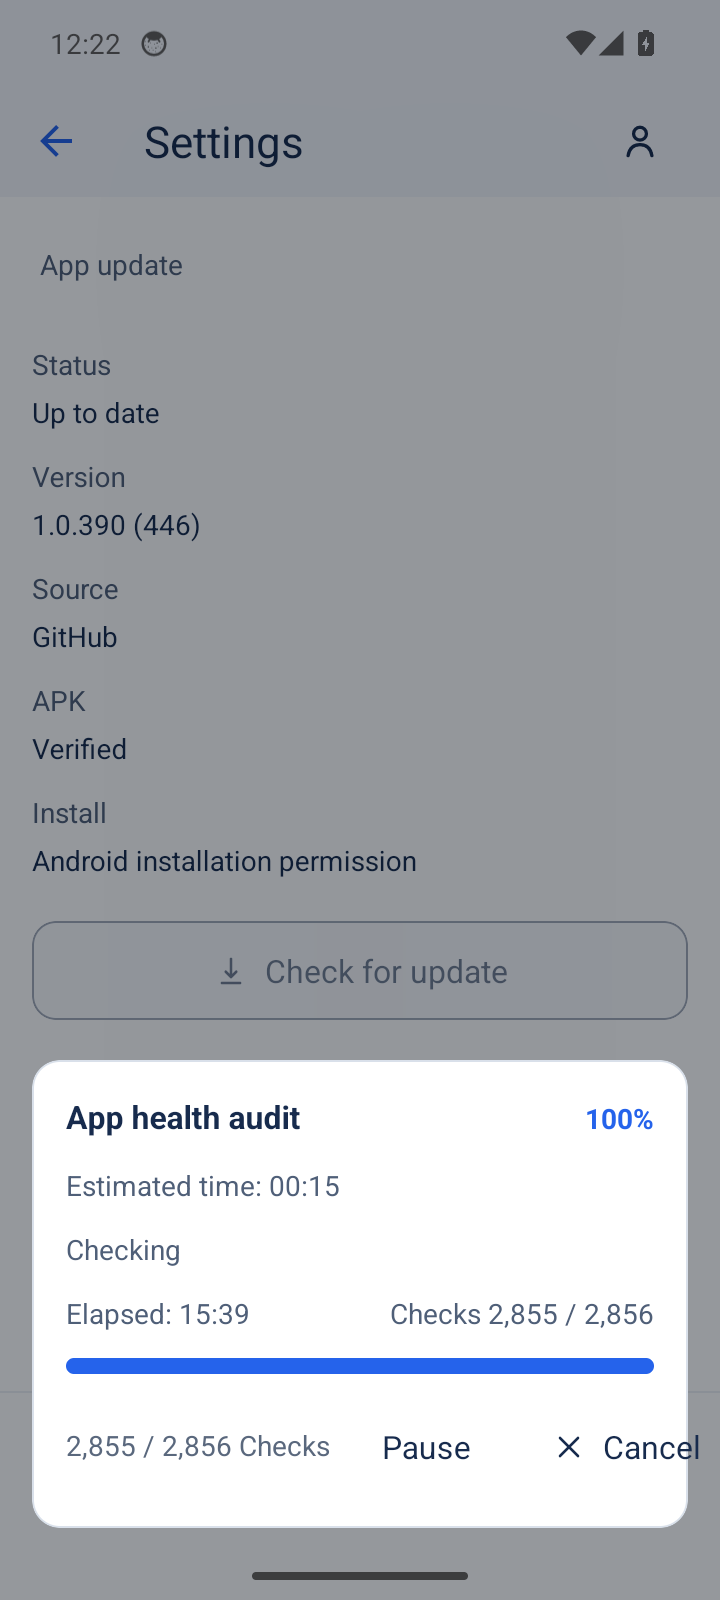 12:22
Settings
App update
Status
Up to date
Version
1.0.390 (446)
Source
GitHub
APK
Verified
Install
Android installation permission
Check for update
App health audit 100%
Estimated time: 00:15
Checking
Elapsed: 15:39 Checks 2,855 / 2,856
2,855 / 2,856 Checks Pause Cancel